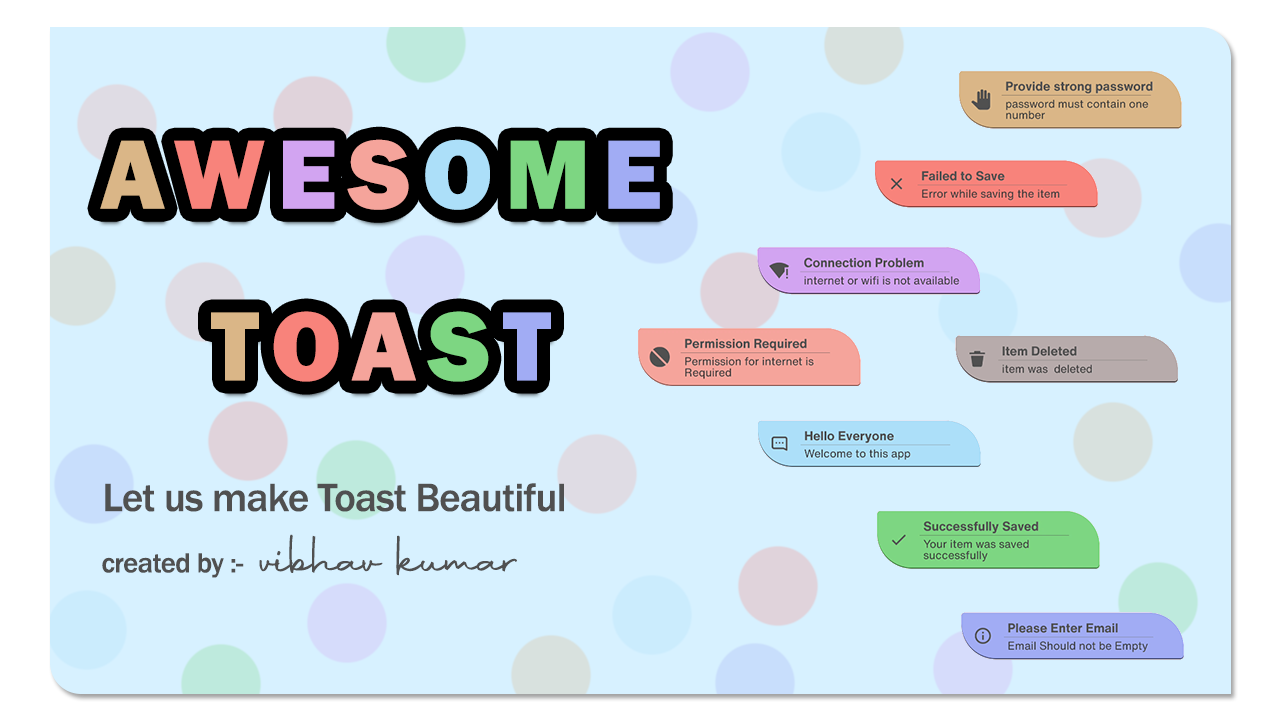 AWESOME
TOAST
Let us make Toast Beautiful
created by :- vibhav kumar
Provide strong password
password must contain one
number
Failed to Save
Error while saving the item
Connection Problem
internet or wifi is not available
Permission Required
Permission for internet is
Required
Item Deleted
item was  deleted
Hello Everyone
Welcome to this app
Successfully Saved
Your item was saved
successfully
Please Enter Email
Email Should not be Empty